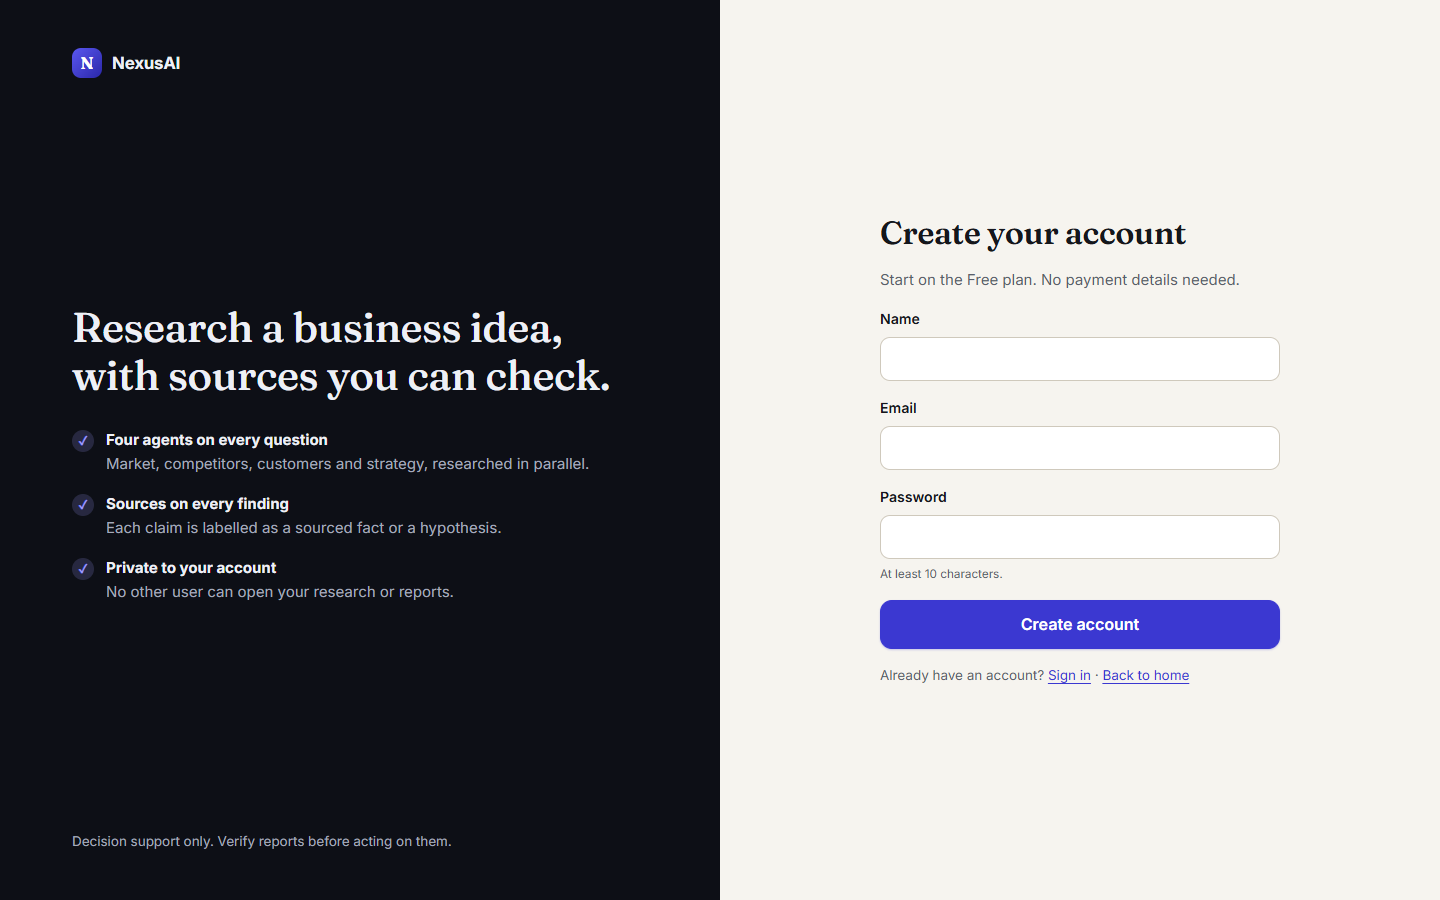 N NexusAI
Research a business idea,
with sources you can check.
✓ Four agents on every question
Market, competitors, customers and strategy, researched in parallel.
✓ Sources on every finding
Each claim is labelled as a sourced fact or a hypothesis.
✓ Private to your account
No other user can open your research or reports.
Decision support only. Verify reports before acting on them.
Create your account
Start on the Free plan. No payment details needed.
Name
Email
Password
At least 10 characters.
Create account
Already have an account? Sign in · Back to home